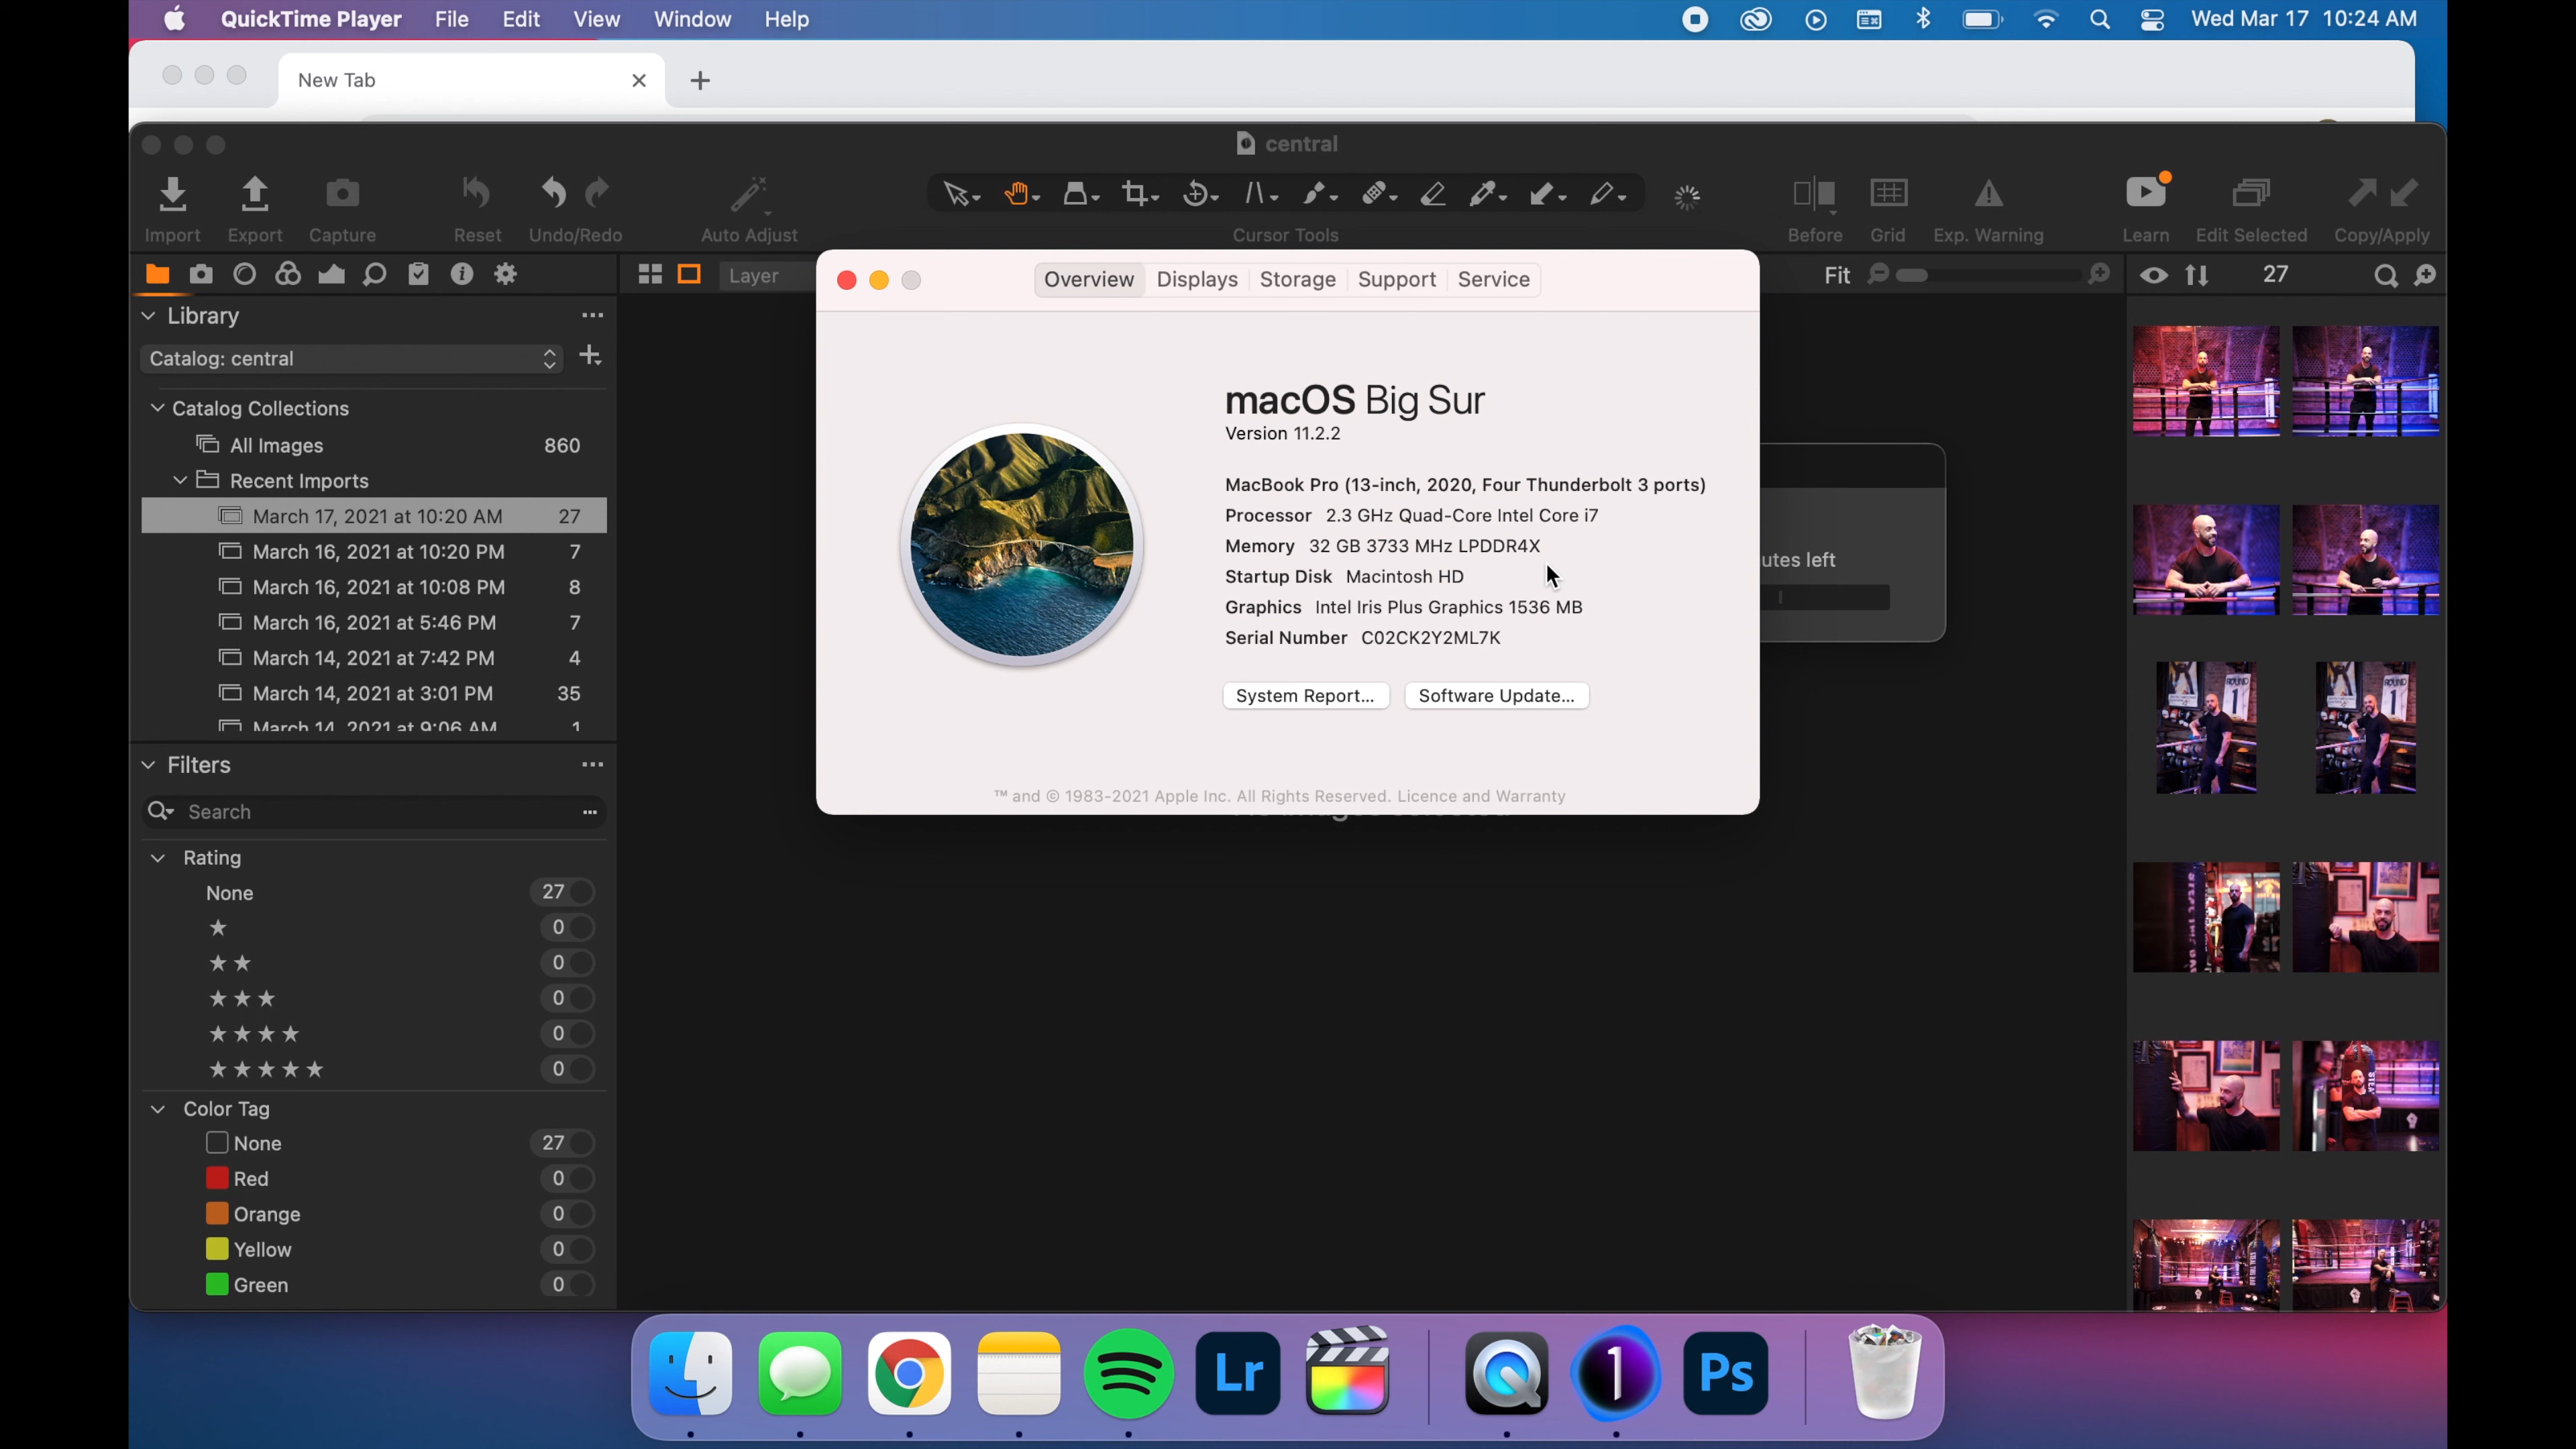 QuickTime Player File Edit View Window Help Wed Mar 17 10:24 AM
New Tab
central
Import Export Capture Reset Undo/Redo Auto Adjust Cursor Tools Before Grid Exp. Warning Learn Edit Selected Copy/Apply
Layer Fit 27
Overview Displays Storage Support Service
macOS Big Sur
Version 11.2.2
MacBook Pro (13-inch, 2020, Four Thunderbolt 3 ports)
Processor 2.3 GHz Quad-Core Intel Core i7
Memory 32 GB 3733 MHz LPDDR4X
Startup Disk Macintosh HD
Graphics Intel Iris Plus Graphics 1536 MB
Serial Number C02CK2Y2ML7K
System Report... Software Update...
™ and © 1983-2021 Apple Inc. All Rights Reserved. Licence and Warranty
utes left
Library
Catalog: central
Catalog Collections
All Images 860
Recent Imports
March 17, 2021 at 10:20 AM 27
March 16, 2021 at 10:20 PM 7
March 16, 2021 at 10:08 PM 8
March 16, 2021 at 5:46 PM 7
March 14, 2021 at 7:42 PM 4
March 14, 2021 at 3:01 PM 35
March 14, 2021 at 9:06 AM 1
Filters
Search
Rating
None 27
★ 0
★★ 0
★★★ 0
★★★★ 0
★★★★★ 0
Color Tag
None 27
Red 0
Orange 0
Yellow 0
Green 0
Lr 1 Ps